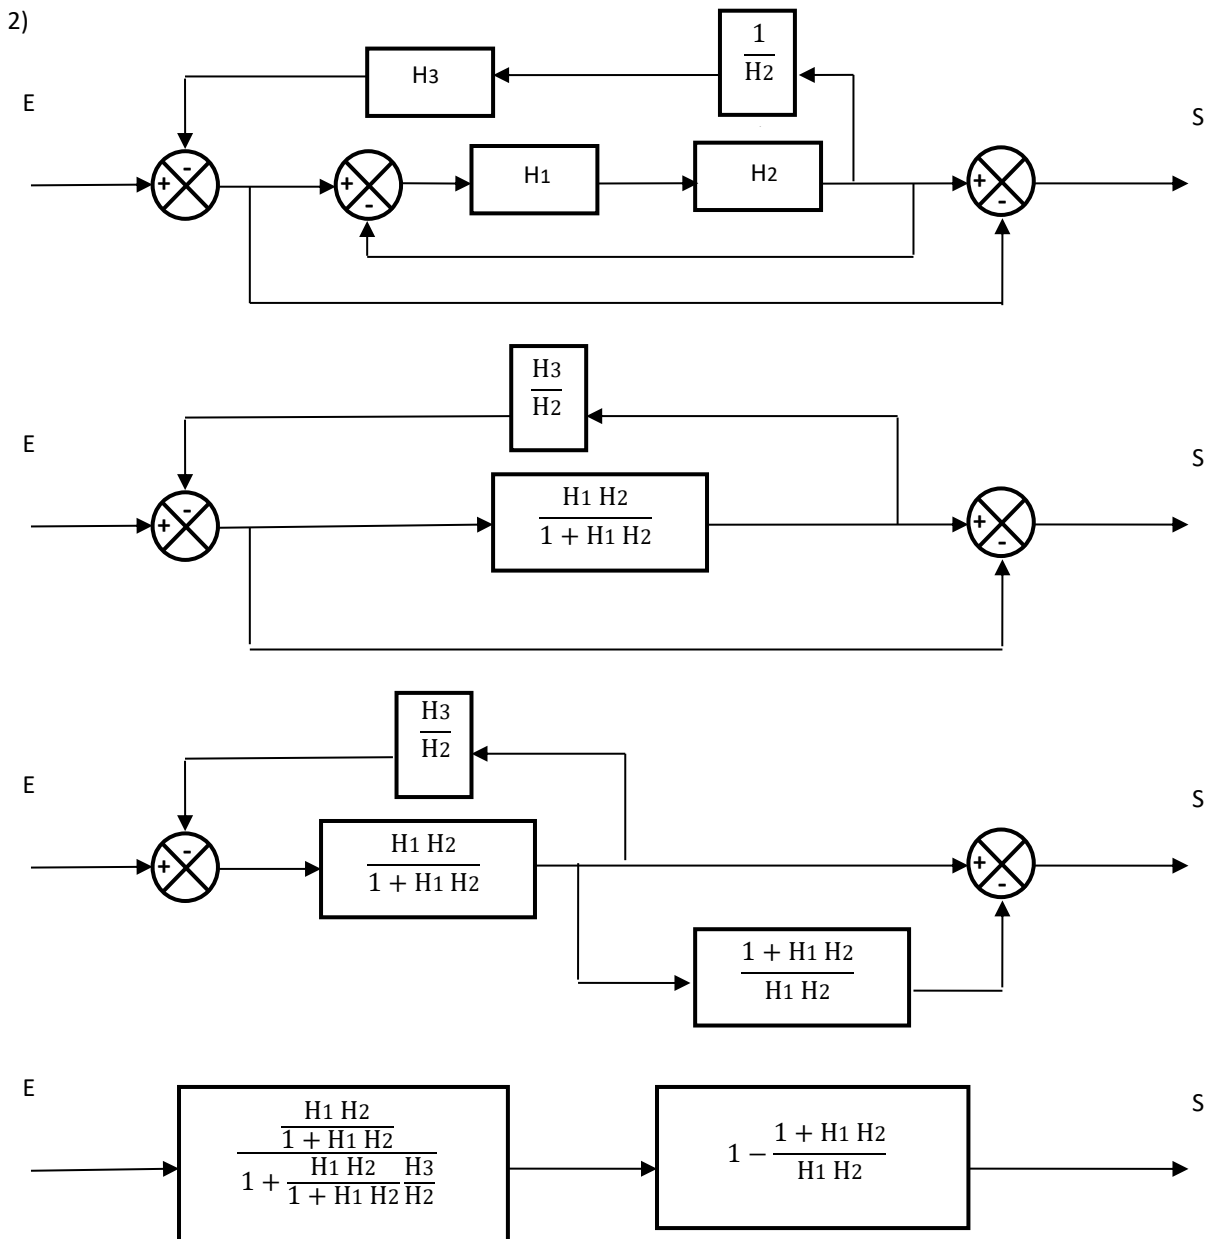 2)
1
H2
H3
E
S
-
+
+
-
H1
H2
+
-
H3
H2
E
S
-
+
H1 H2
1 + H1 H2
+
-
H3
H2
E
S
-
+
H1 H2
1 + H1 H2
+
-
1 + H1 H2
H1 H2
E
S
H1 H2
1 + H1 H2
1 + H1 H2 H3
1 + H1 H2 H2
1 − 1 + H1 H2
H1 H2